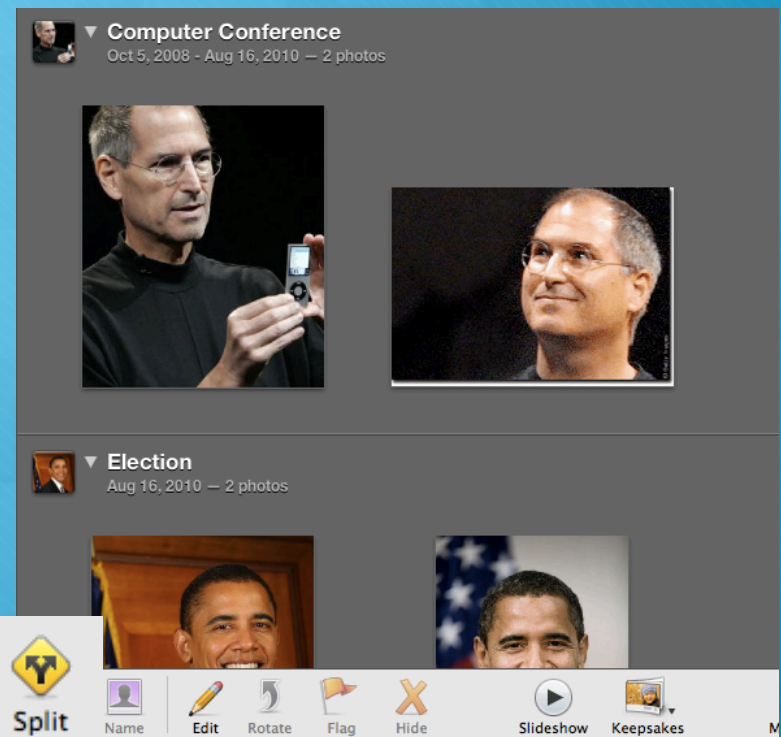 Computer Conference
Oct 5, 2008 - Aug 16, 2010 — 2 photos
Election
Aug 16, 2010 — 2 photos
Split
Name
Edit
Rotate
Flag
Hide
Slideshow
Keepsakes
M